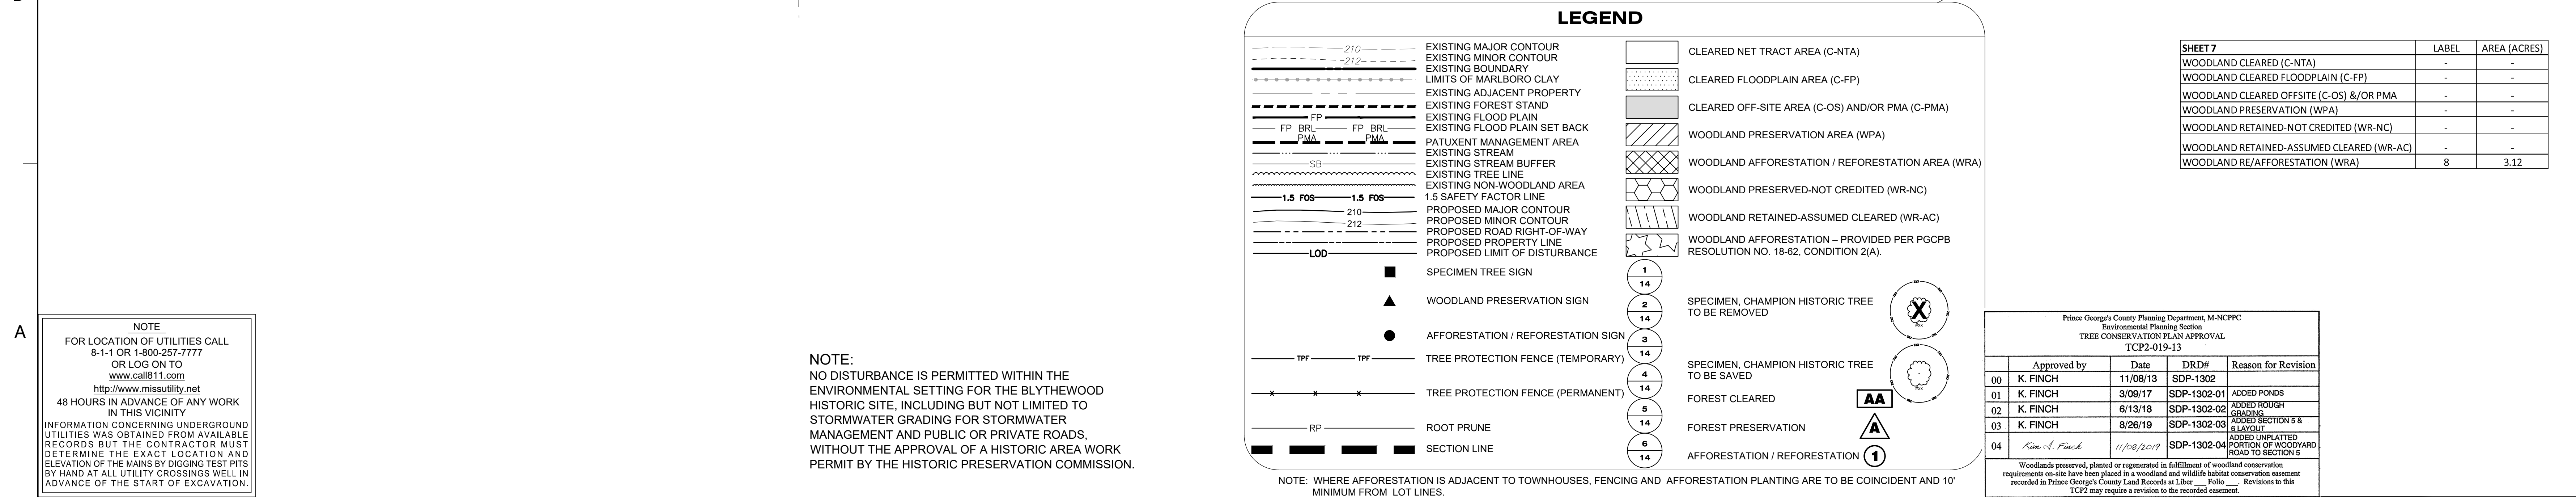 A
NOTE
FOR LOCATION OF UTILITIES CALL
8-1-1 OR 1-800-257-7777
OR LOG ON TO
www.call811.com
http://www.missutility.net
48 HOURS IN ADVANCE OF ANY WORK
IN THIS VICINITY
INFORMATION CONCERNING UNDERGROUND
UTILITIES WAS OBTAINED FROM AVAILABLE
RECORDS BUT THE CONTRACTOR MUST
DETERMINE THE EXACT LOCATION AND
ELEVATION OF THE MAINS BY DIGGING TEST PITS
BY HAND AT ALL UTILITY CROSSINGS WELL IN
ADVANCE OF THE START OF EXCAVATION.
NOTE:
NO DISTURBANCE IS PERMITTED WITHIN THE
ENVIRONMENTAL SETTING FOR THE BLYTHEWOOD
HISTORIC SITE, INCLUDING BUT NOT LIMITED TO
STORMWATER GRADING FOR STORMWATER
MANAGEMENT AND PUBLIC OR PRIVATE ROADS,
WITHOUT THE APPROVAL OF A HISTORIC AREA WORK
PERMIT BY THE HISTORIC PRESERVATION COMMISSION.
LEGEND
210 EXISTING MAJOR CONTOUR
212 EXISTING MINOR CONTOUR
EXISTING BOUNDARY
LIMITS OF MARLBORO CLAY
EXISTING ADJACENT PROPERTY
EXISTING FOREST STAND
FP EXISTING FLOOD PLAIN
FP BRL FP BRL EXISTING FLOOD PLAIN SET BACK
PMA PMA PATUXENT MANAGEMENT AREA
EXISTING STREAM
SB EXISTING STREAM BUFFER
EXISTING TREE LINE
EXISTING NON-WOODLAND AREA
1.5 FOS 1.5 FOS 1.5 SAFETY FACTOR LINE
210 PROPOSED MAJOR CONTOUR
212 PROPOSED MINOR CONTOUR
PROPOSED ROAD RIGHT-OF-WAY
PROPOSED PROPERTY LINE
LOD PROPOSED LIMIT OF DISTURBANCE
SPECIMEN TREE SIGN
WOODLAND PRESERVATION SIGN
AFFORESTATION / REFORESTATION SIGN
TPF TPF TREE PROTECTION FENCE (TEMPORARY)
x x x TREE PROTECTION FENCE (PERMANENT)
RP ROOT PRUNE
SECTION LINE
CLEARED NET TRACT AREA (C-NTA)
CLEARED FLOODPLAIN AREA (C-FP)
CLEARED OFF-SITE AREA (C-OS) AND/OR PMA (C-PMA)
WOODLAND PRESERVATION AREA (WPA)
WOODLAND AFFORESTATION / REFORESTATION AREA (WRA)
WOODLAND PRESERVED-NOT CREDITED (WR-NC)
WOODLAND RETAINED-ASSUMED CLEARED (WR-AC)
WOODLAND AFFORESTATION – PROVIDED PER PGCPB
RESOLUTION NO. 18-62, CONDITION 2(A).
1
14
2
14
3
14
4
14
5
14
6
14
SPECIMEN, CHAMPION HISTORIC TREE
TO BE REMOVED
X
SPECIMEN, CHAMPION HISTORIC TREE
TO BE SAVED
FOREST CLEARED AA
FOREST PRESERVATION A
AFFORESTATION / REFORESTATION 1
NOTE: WHERE AFFORESTATION IS ADJACENT TO TOWNHOUSES, FENCING AND AFFORESTATION PLANTING ARE TO BE COINCIDENT AND 10'
MINIMUM FROM LOT LINES.
SHEET 7 LABEL AREA (ACRES)
WOODLAND CLEARED (C-NTA) - -
WOODLAND CLEARED FLOODPLAIN (C-FP) - -
WOODLAND CLEARED OFFSITE (C-OS) &/OR PMA - -
WOODLAND PRESERVATION (WPA) - -
WOODLAND RETAINED-NOT CREDITED (WR-NC) - -
WOODLAND RETAINED-ASSUMED CLEARED (WR-AC) - -
WOODLAND RE/AFFORESTATION (WRA) 8 3.12
Prince George's County Planning Department, M-NCPPC
Environmental Planning Section
TREE CONSERVATION PLAN APPROVAL
TCP2-019-13
Approved by Date DRD# Reason for Revision
00 K. FINCH 11/08/13 SDP-1302
01 K. FINCH 3/09/17 SDP-1302-01 ADDED PONDS
02 K. FINCH 6/13/18 SDP-1302-02 ADDED ROUGH
GRADING
03 K. FINCH 8/26/19 SDP-1302-03 ADDED SECTION 5 &
6 LAYOUT
04 Kim I. Finch 11/08/2019 SDP-1302-04 ADDED UNPLATTED
PORTION OF WOODYARD
ROAD TO SECTION 5
Woodlands preserved, planted or regenerated in fulfillment of woodland conservation
requirements on-site have been placed in a woodland and wildlife habitat conservation easement
recorded in Prince George's County Land Records at Liber ___ Folio ___. Revisions to this
TCP2 may require a revision to the recorded easement.